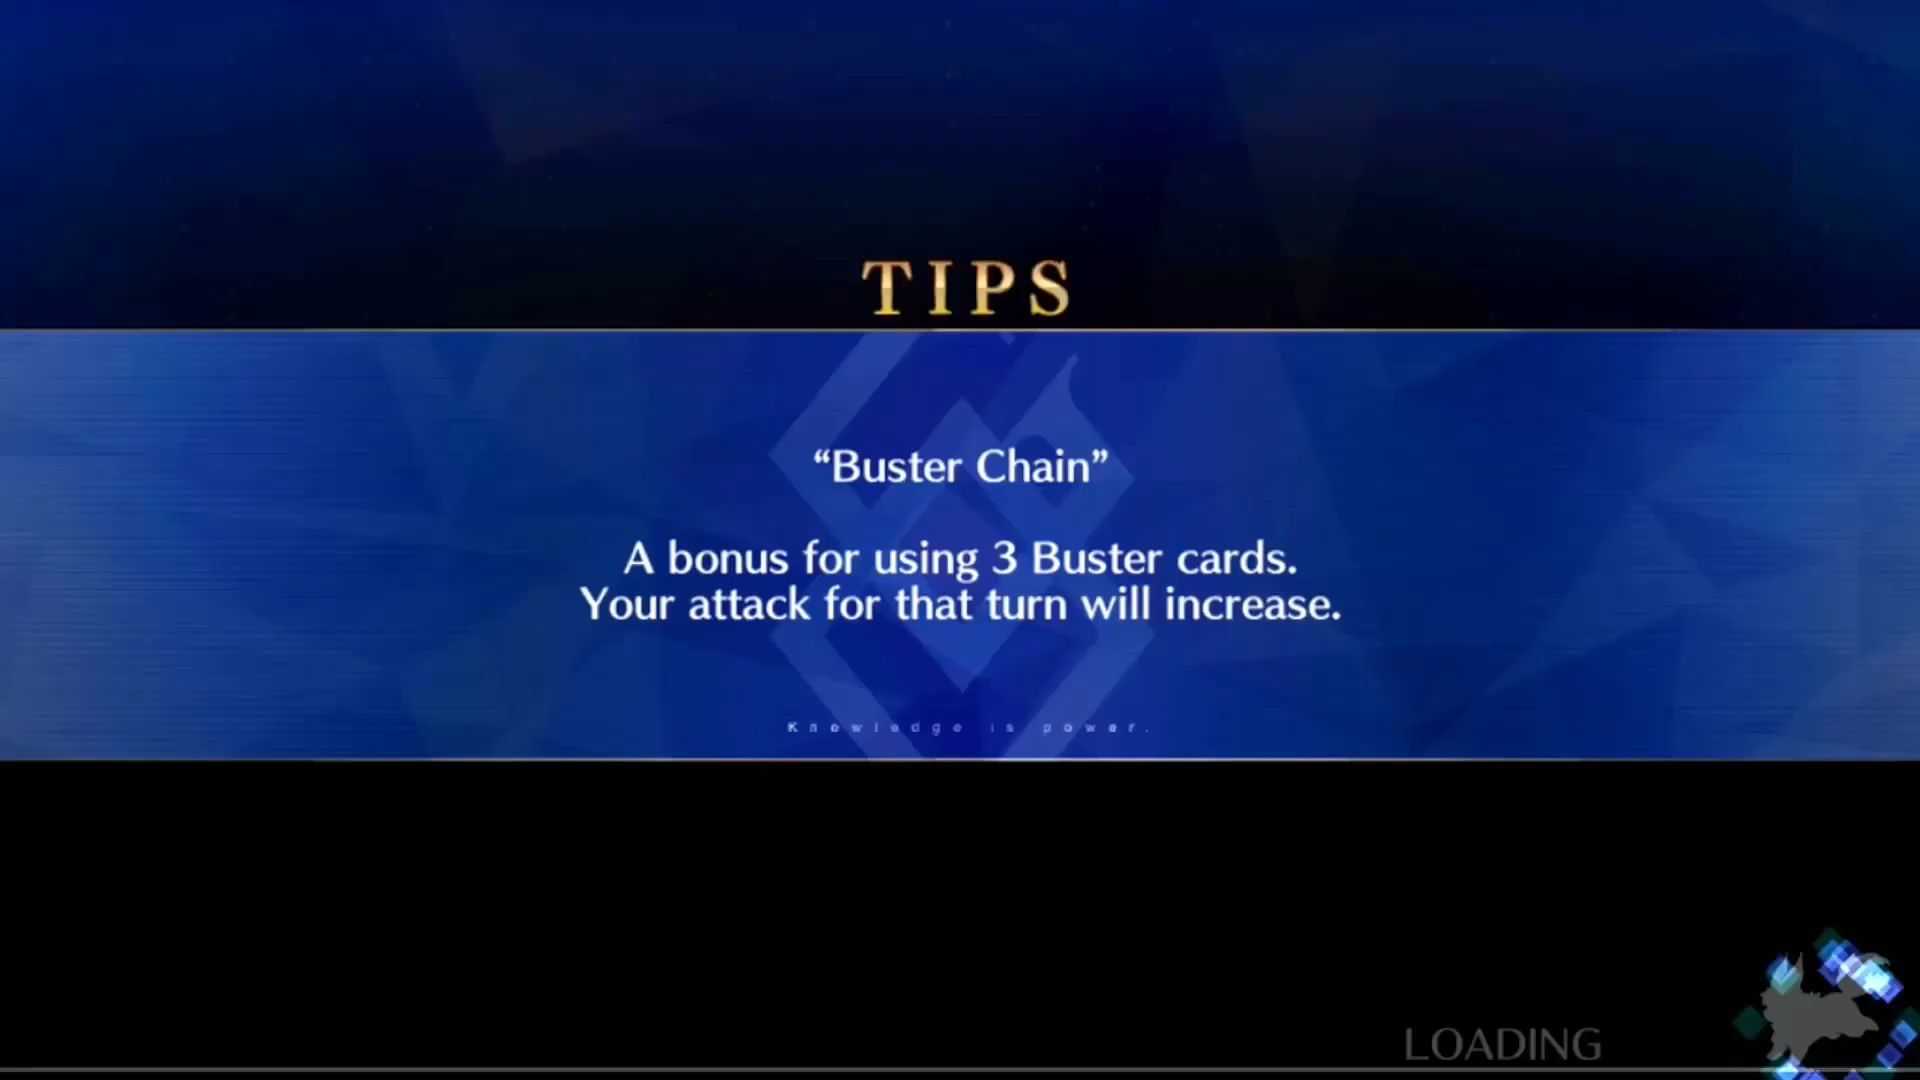 TIPS
“Buster Chain”
A bonus for using 3 Buster cards.
Your attack for that turn will increase.
Knowledge is power.
LOADING